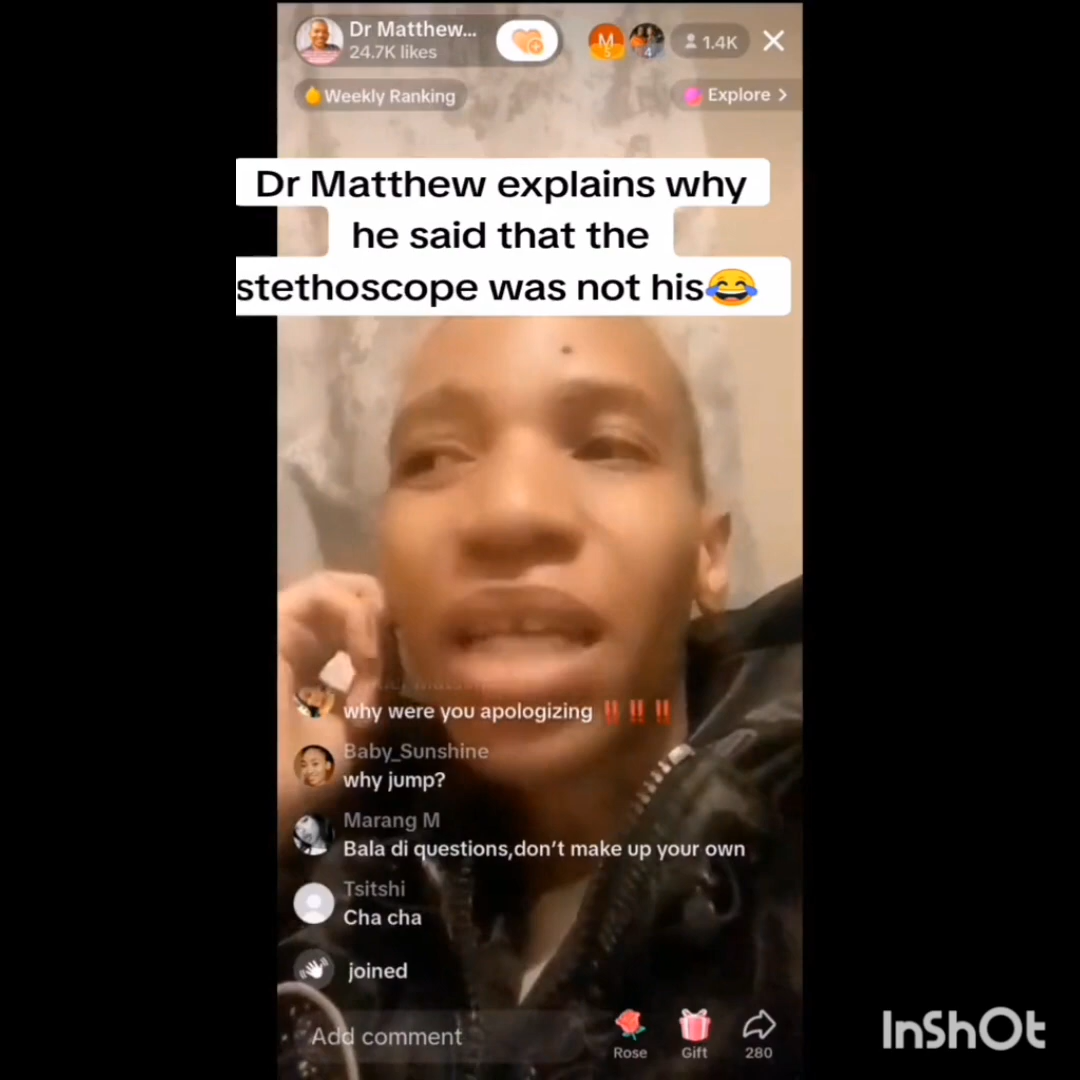 Dr Matthew...
24.7K likes
M
5
4
1.4K
Weekly Ranking
Explore >
Dr Matthew explains why
he said that the
stethoscope was not his😂
why were you apologizing ‼️‼️‼️
Baby_Sunshine
why jump?
Marang M
Bala di questions,don't make up your own
Tsitshi
Cha cha
joined
Add comment
Rose
Gift
280
InShOt